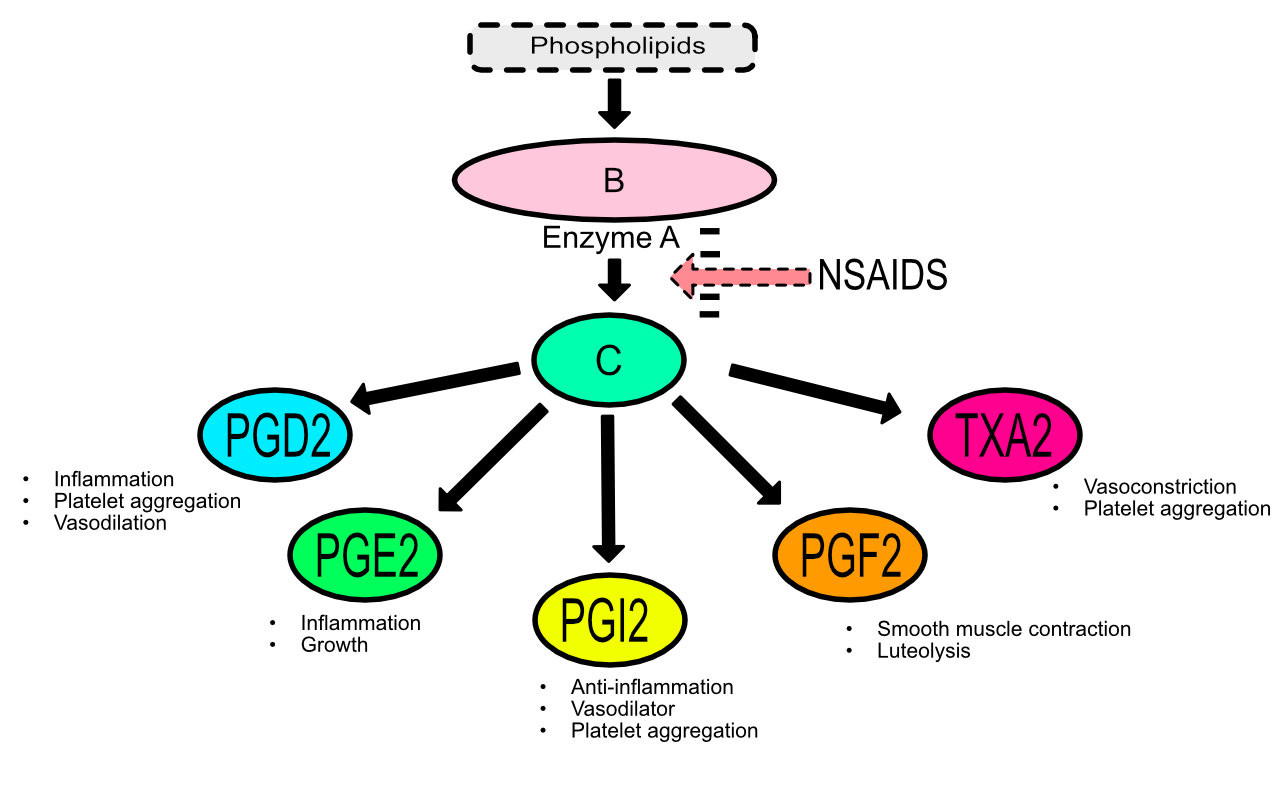 Phospholipids
B
Enzyme A
NSAIDS
C
PGD2
• Inflammation
• Platelet aggregation
• Vasodilation
TXA2
• Vasoconstriction
• Platelet aggregation
PGE2
• Inflammation
• Growth
PGF2
• Smooth muscle contraction
• Luteolysis
PGI2
• Anti-inflammation
• Vasodilator
• Platelet aggregation